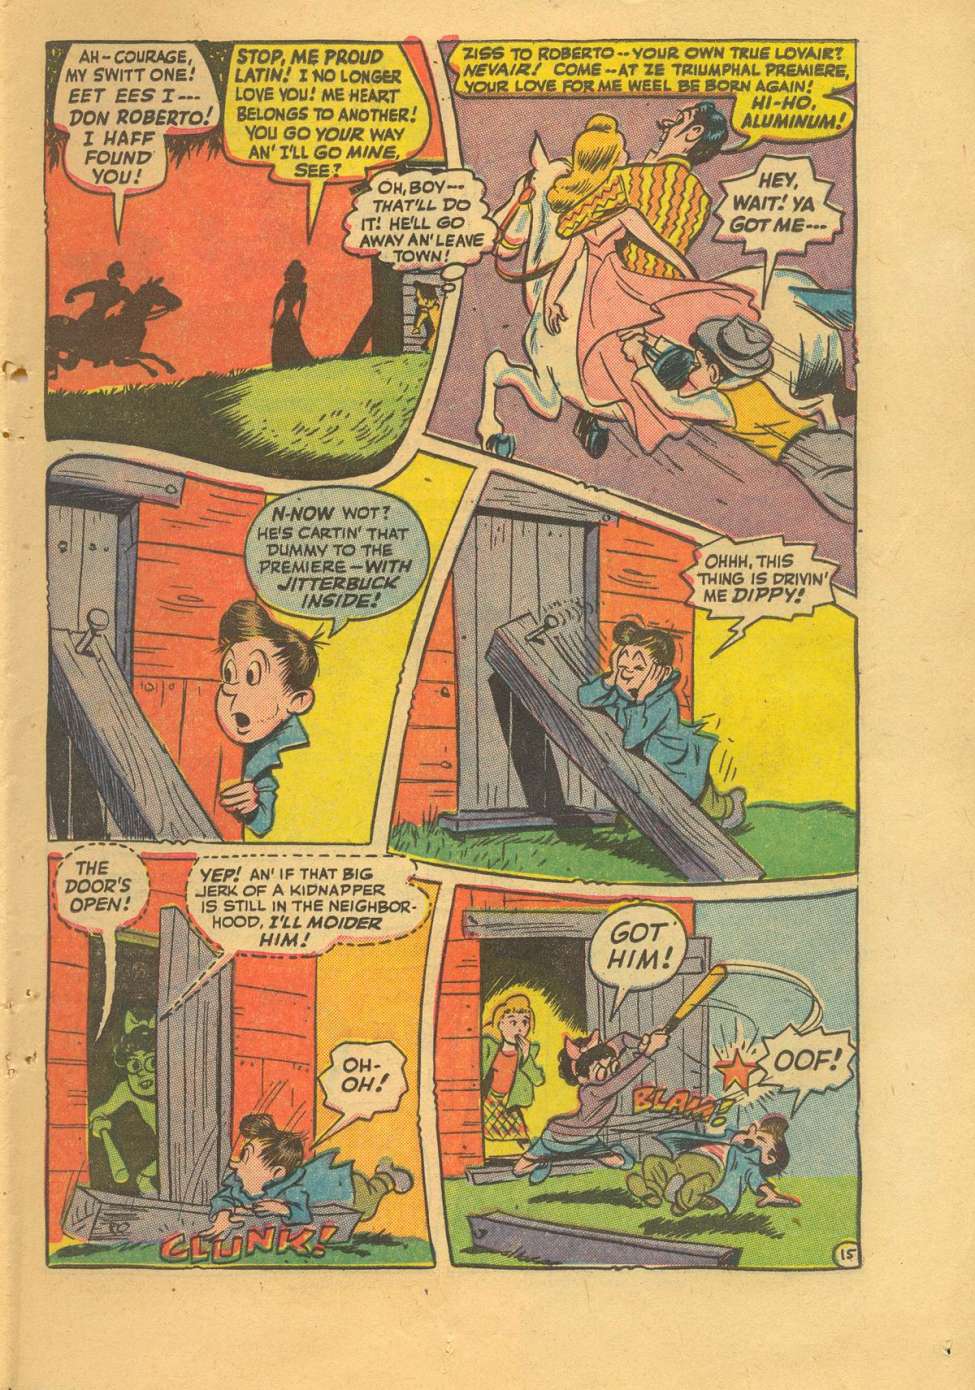 AH-COURAGE,
MY SWITT ONE!
EET EES I---
DON ROBERTO!
I HAFF
FOUND
YOU!
STOP, ME PROUD
LATIN! I NO LONGER
LOVE YOU! ME HEART
BELONGS TO ANOTHER!
YOU GO YOUR WAY
AN' I'LL GO MINE,
SEE?
OH, BOY--
THAT'LL DO
IT! HE'LL GO
AWAY AN' LEAVE
TOWN!
ZISS TO ROBERTO--YOUR OWN TRUE LOVAIR?
NEVAIR! COME--AT ZE TRIUMPHAL PREMIERE,
YOUR LOVE FOR ME WEEL BE BORN AGAIN!
HI-HO,
ALUMINUM!
HEY,
WAIT! YA
GOT ME---
N-NOW WOT?
HE'S CARTIN' THAT
DUMMY TO THE
PREMIERE--WITH
JITTERBUCK
INSIDE!
OHHH, THIS
THING IS DRIVIN'
ME DIPPY!
THE
DOOR'S
OPEN!
YEP! AN' IF THAT BIG
JERK OF A KIDNAPPER
IS STILL IN THE NEIGHBOR-
HOOD, I'LL MOIDER
HIM!
OH-
OH!
CLUNK!
GOT
HIM!
BLAM!
OOF!
15